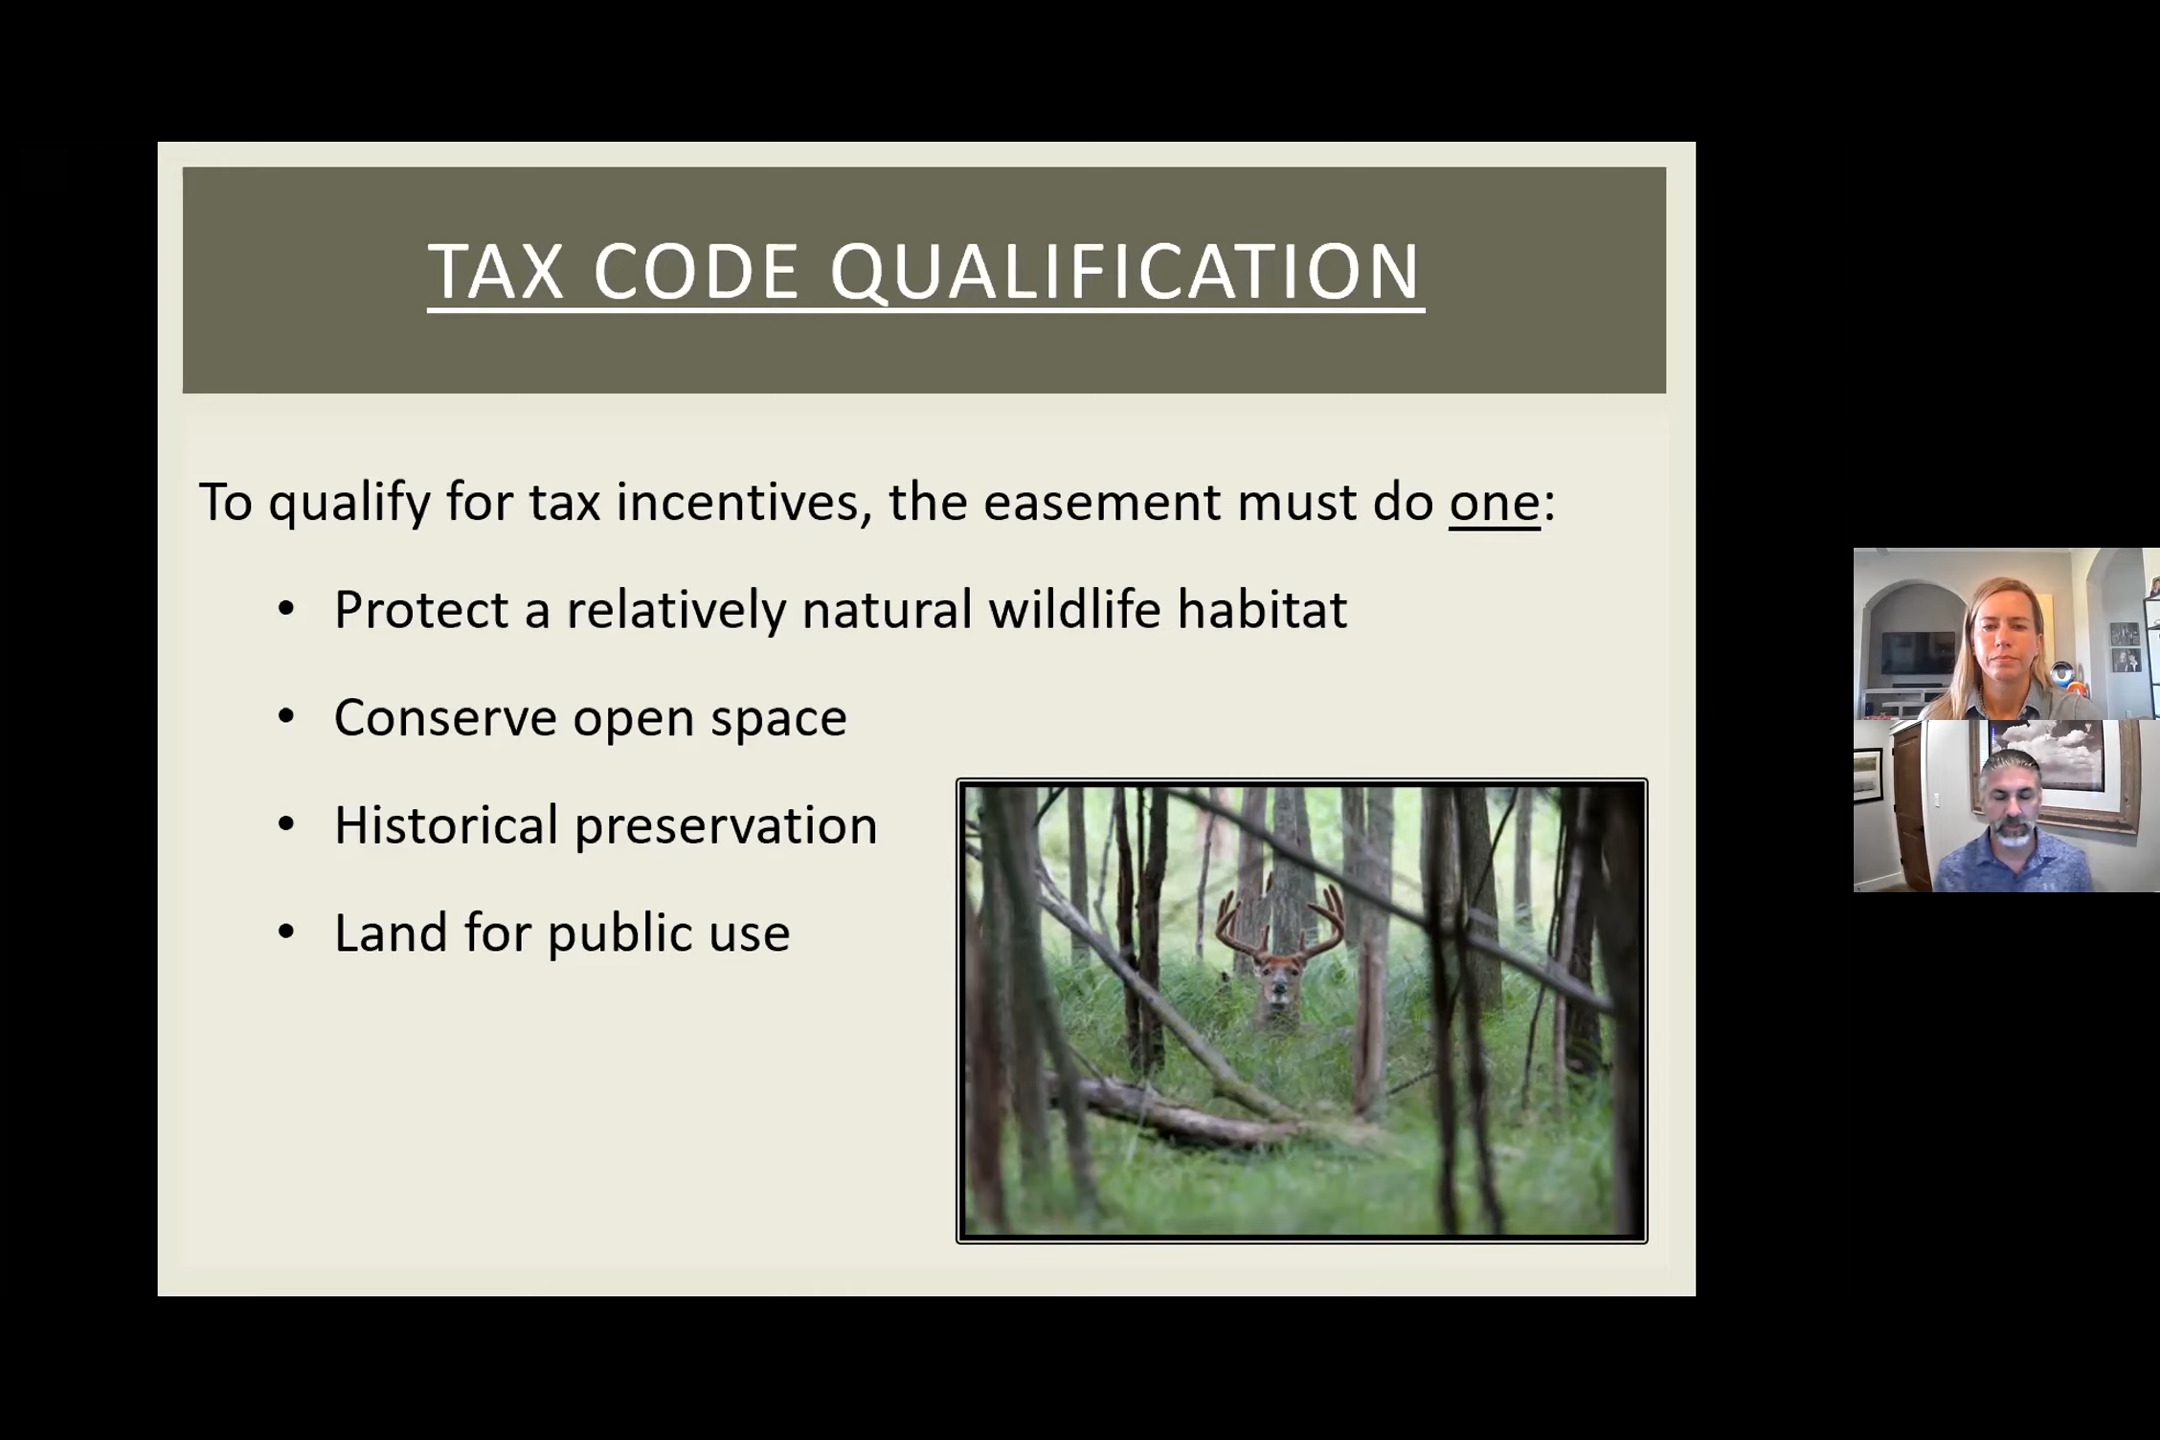 TAX CODE QUALIFICATION
To qualify for tax incentives, the easement must do one:
• Protect a relatively natural wildlife habitat
• Conserve open space
• Historical preservation
• Land for public use